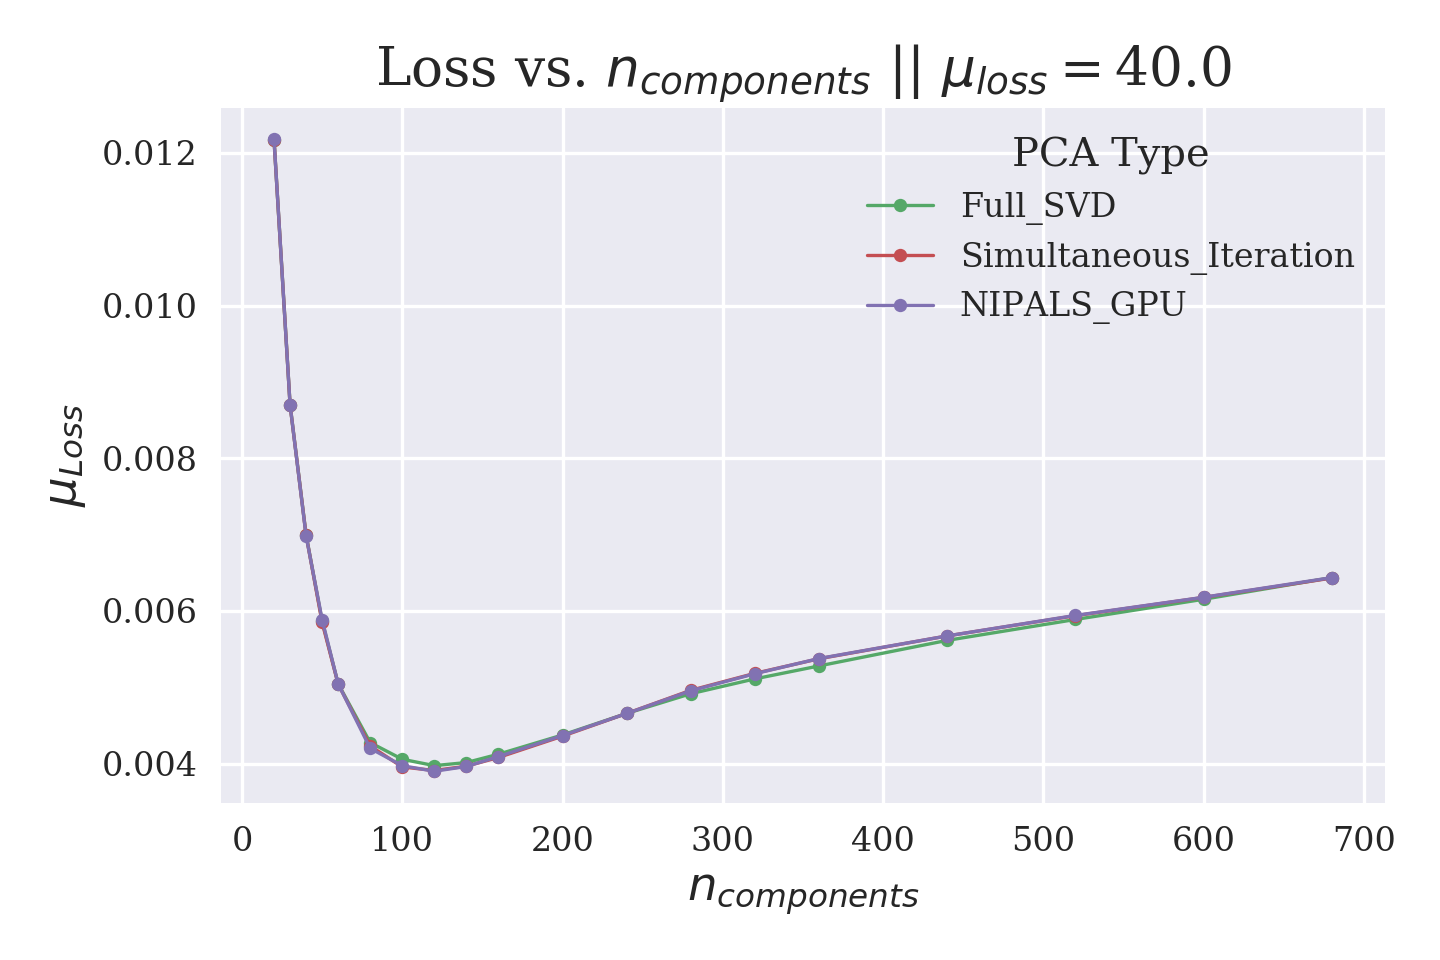 Loss vs. n_components || μ_loss = 40.0
PCA Type
Full_SVD
Simultaneous_Iteration
NIPALS_GPU
μ_Loss
0.012
0.010
0.008
0.006
0.004
0 100 200 300 400 500 600 700
n_components